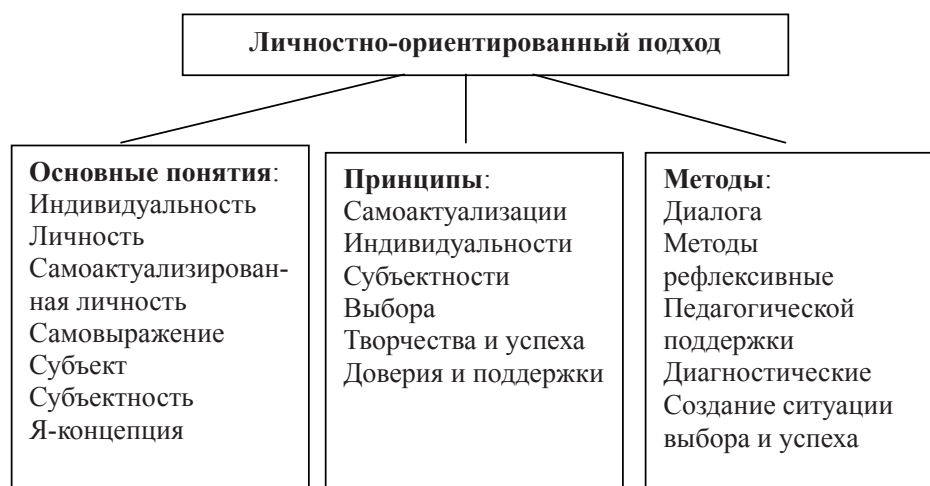 Личностно-ориентированный подход
Основные понятия:
Индивидуальность
Личность
Самоактуализирован-
ная личность
Самовыражение
Субъект
Субъектность
Я-концепция
Принципы:
Самоактуализации
Индивидуальности
Субъектности
Выбора
Творчества и успеха
Доверия и поддержки
Методы:
Диалога
Методы
рефлексивные
Педагогической
поддержки
Диагностические
Создание ситуации
выбора и успеха